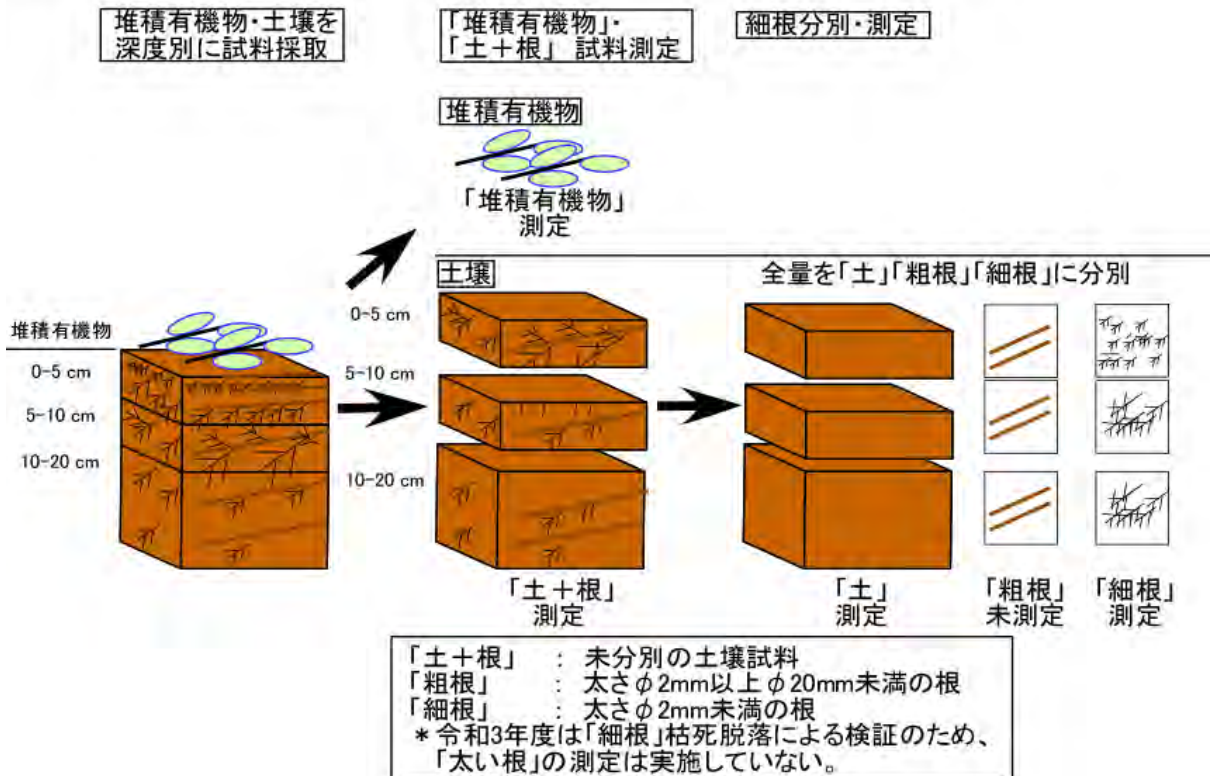 堆積有機物・土壌を
深度別に試料採取
「堆積有機物」・
「土+根」 試料測定
細根分別・測定
堆積有機物
「堆積有機物」
測定
土壌
全量を「土」「粗根」「細根」に分別
堆積有機物
0-5 cm
5-10 cm
10-20 cm
0-5 cm
5-10 cm
10-20 cm
「土+根」
測定
「土」
測定
「粗根」
未測定
「細根」
測定
「土+根」 : 未分別の土壌試料
「粗根」 : 太さφ2mm以上φ20mm未満の根
「細根」 : 太さφ2mm未満の根
*令和3年度は「細根」枯死脱落による検証のため、
「太い根」の測定は実施していない。